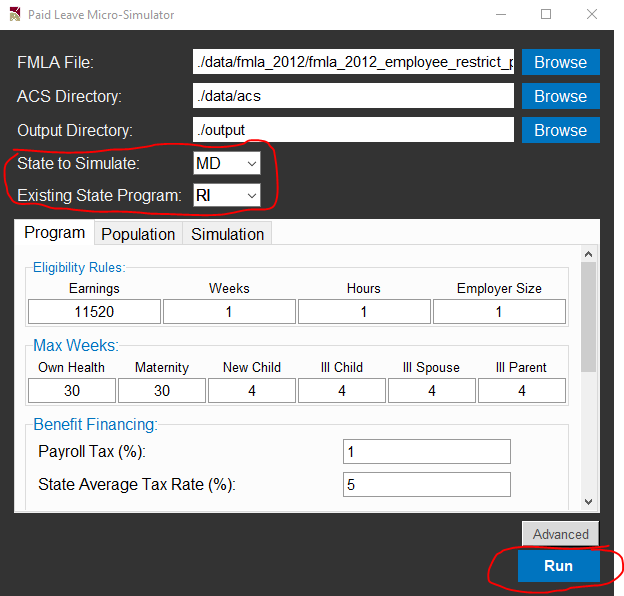 Paid Leave Micro-Simulator
FMLA File: ./data/fmla_2012/fmla_2012_employee_restrict_p Browse
ACS Directory: ./data/acs Browse
Output Directory: ./output Browse
State to Simulate: MD
Existing State Program: RI
Program Population Simulation
Eligibility Rules:
Earnings Weeks Hours Employer Size
11520 1 1 1
Max Weeks:
Own Health Maternity New Child Ill Child Ill Spouse Ill Parent
30 30 4 4 4 4
Benefit Financing:
Payroll Tax (%): 1
State Average Tax Rate (%): 5
Advanced
Run